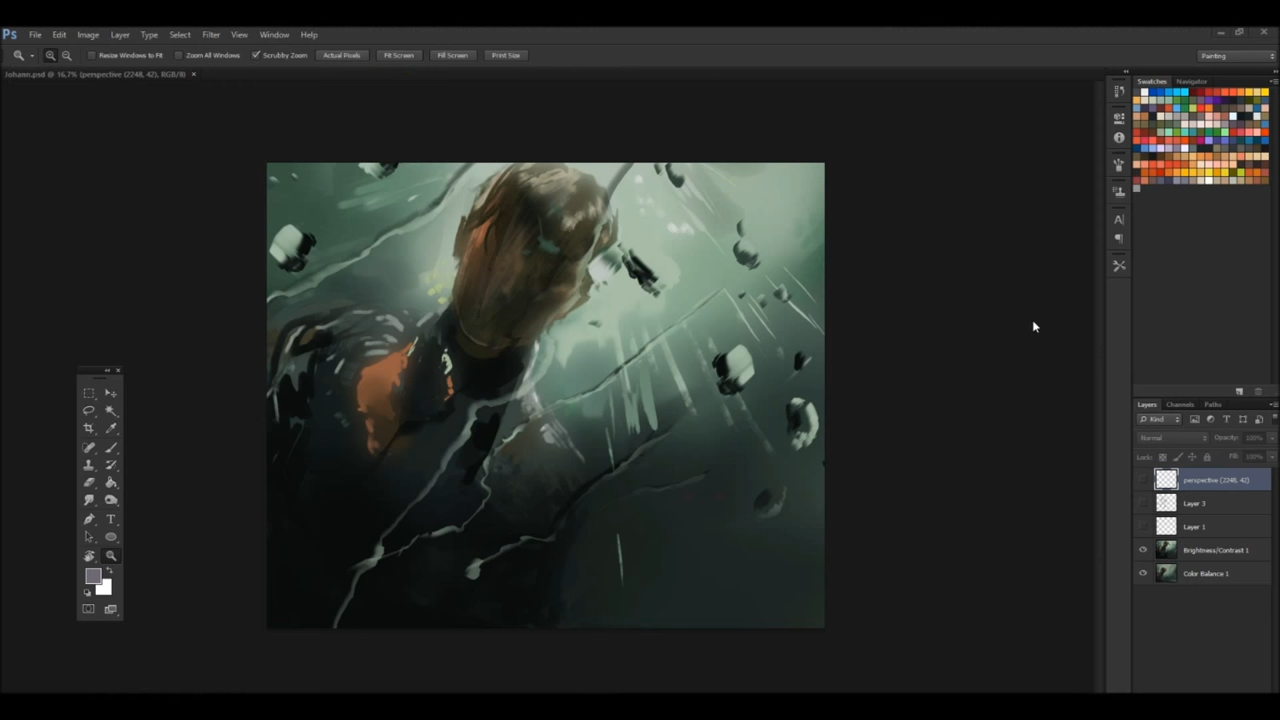 Ps File Edit Image Layer Type Select Filter View Window Help
Resize Windows to Fit Zoom All Windows Scrubby Zoom Actual Pixels Fit Screen Fill Screen Print Size Painting
Johann.psd @ 16,7% (perspective (2248, 42), RGB/8) ×
Swatches Navigator
A
T
Layers Channels Paths
Kind T
Normal Opacity: 100%
Lock: Fill: 100%
perspective (2248, 42)
Layer 3
Layer 1
Brightness/Contrast 1
Color Balance 1